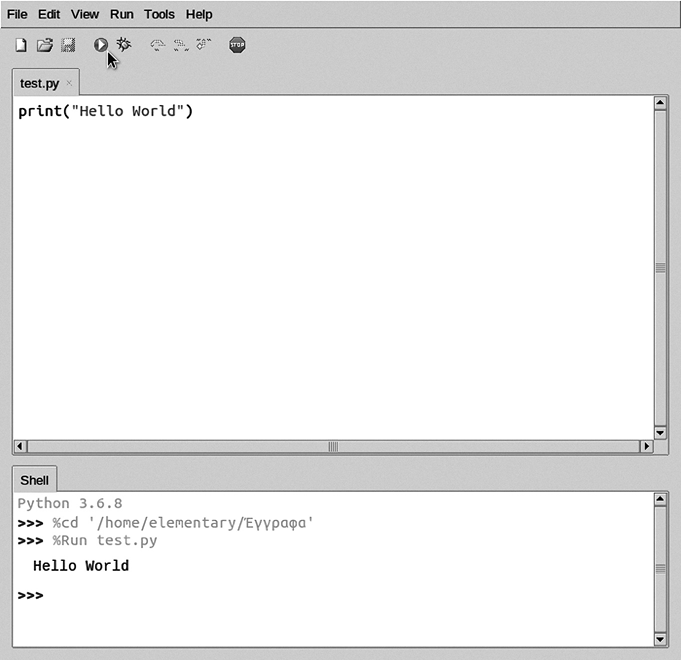 File Edit View Run Tools Help
STOP
test.py ×
print("Hello World")
Shell
Python 3.6.8
>>> %cd '/home/elementary/Έγγραφα'
>>> %Run test.py
Hello World
>>>